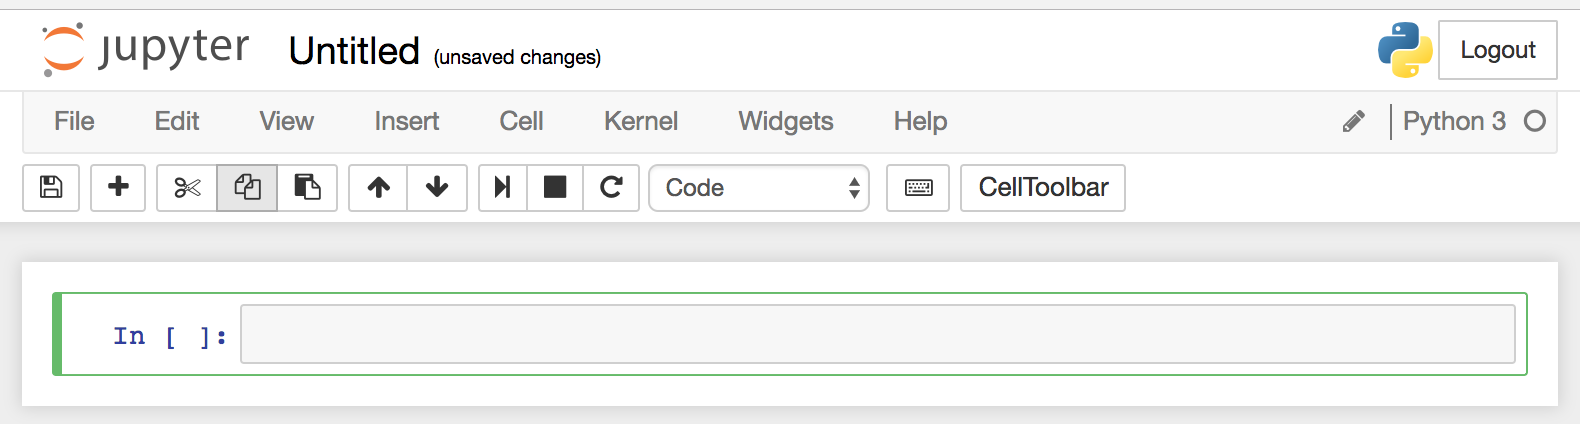 jupyter Untitled (unsaved changes) Logout
File Edit View Insert Cell Kernel Widgets Help Python 3
Code CellToolbar
In [ ]: